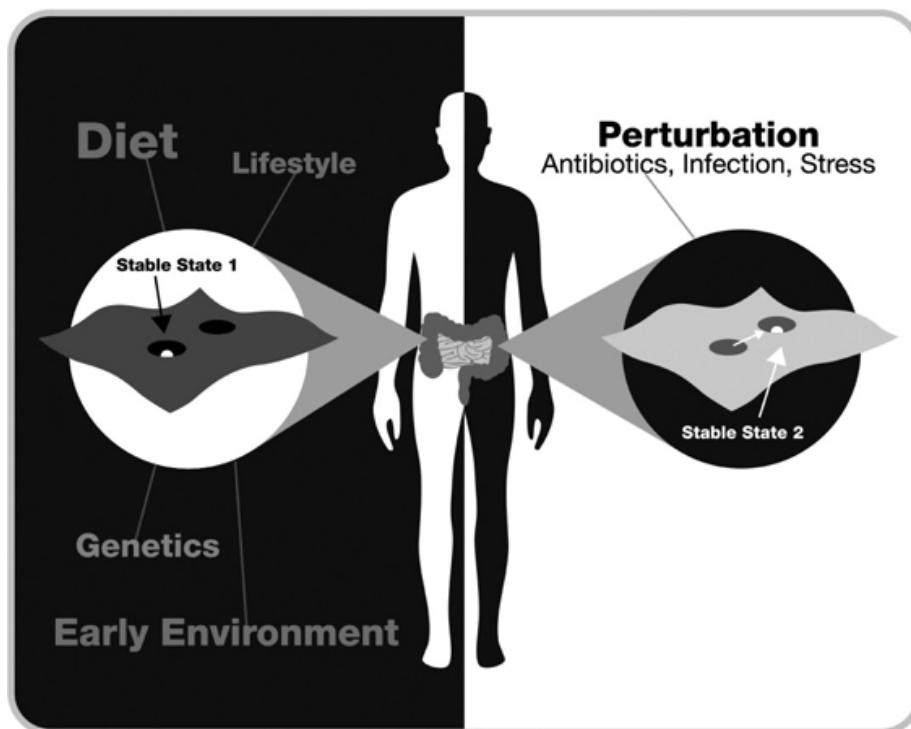 Diet
Lifestyle
Stable State 1
Genetics
Early Environment
Perturbation
Antibiotics, Infection, Stress
Stable State 2